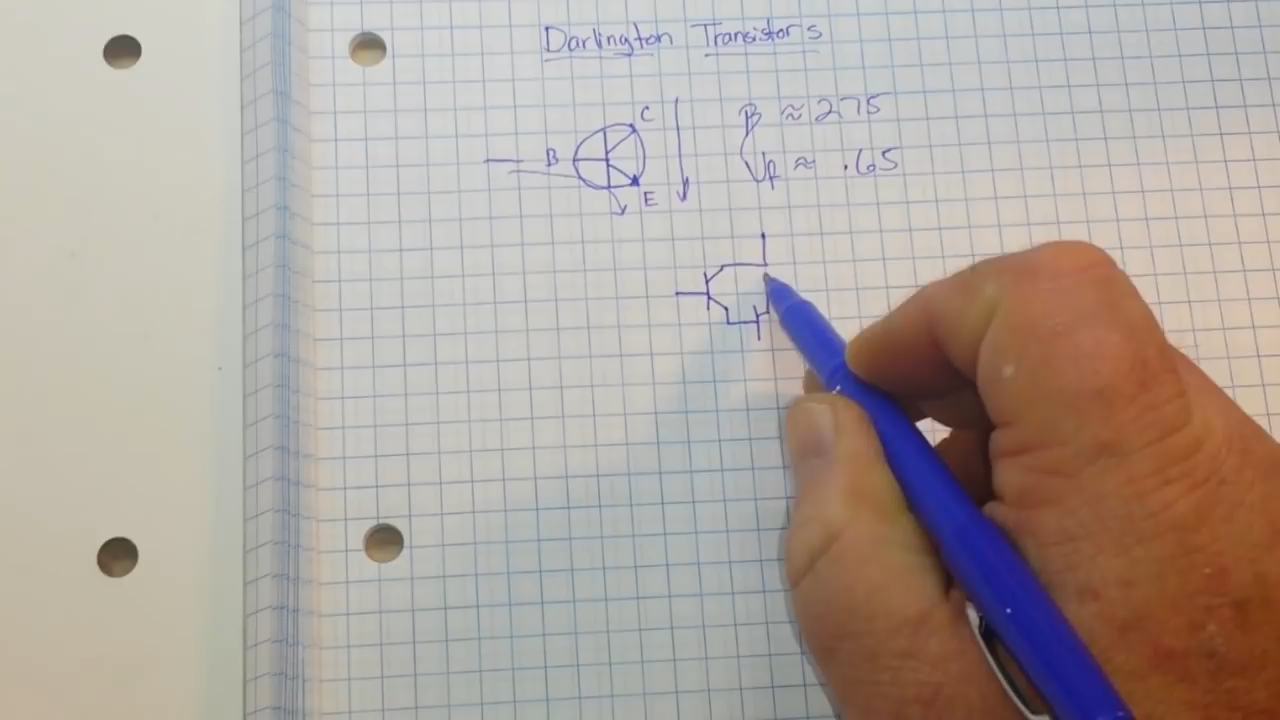 Darlington Transistors
C
β ≈ 275
B
Vf ≈ .65
E